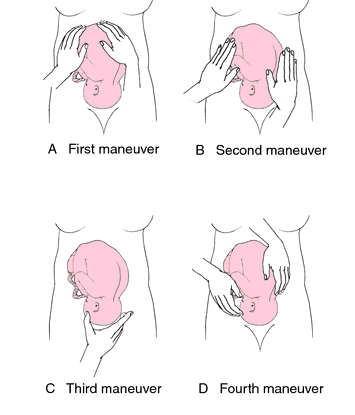 A First maneuver
B Second maneuver
C Third maneuver
D Fourth maneuver